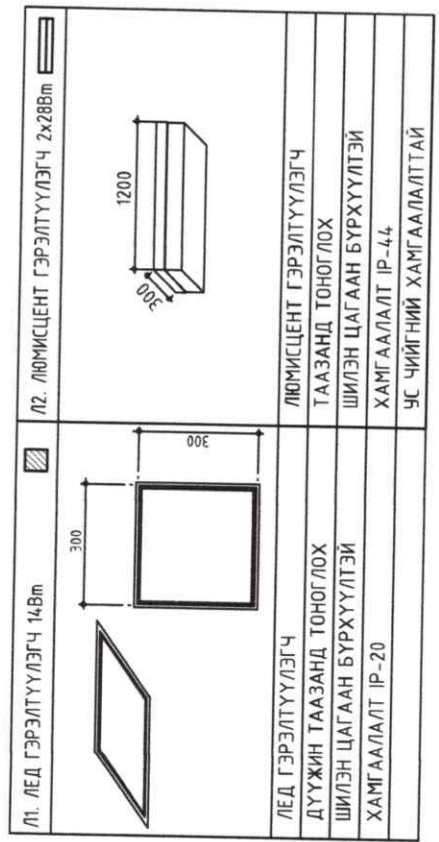 Л1. ЛЕД ГЭРЭЛТҮҮЛЭГЧ 14Вт
300
300
ЛЕД ГЭРЭЛТҮҮЛЭГЧ
ДҮҮЖИН ТААЗАНД ТОНОГЛОХ
ШИЛЭН ЦАГААН БҮРХҮҮЛТЭЙ
ХАМГААЛАЛТ IP-20
Л2. ЛЮМИСЦЕНТ ГЭРЭЛТҮҮЛЭГЧ 2x28Вт
1200
300
ЛЮМИСЦЕНТ ГЭРЭЛТҮҮЛЭГЧ
ТААЗАНД ТОНОГЛОХ
ШИЛЭН ЦАГААН БҮРХҮҮЛТЭЙ
ХАМГААЛАЛТ IP-44
УС ЧИЙГНИЙ ХАМГААЛАЛТТАЙ